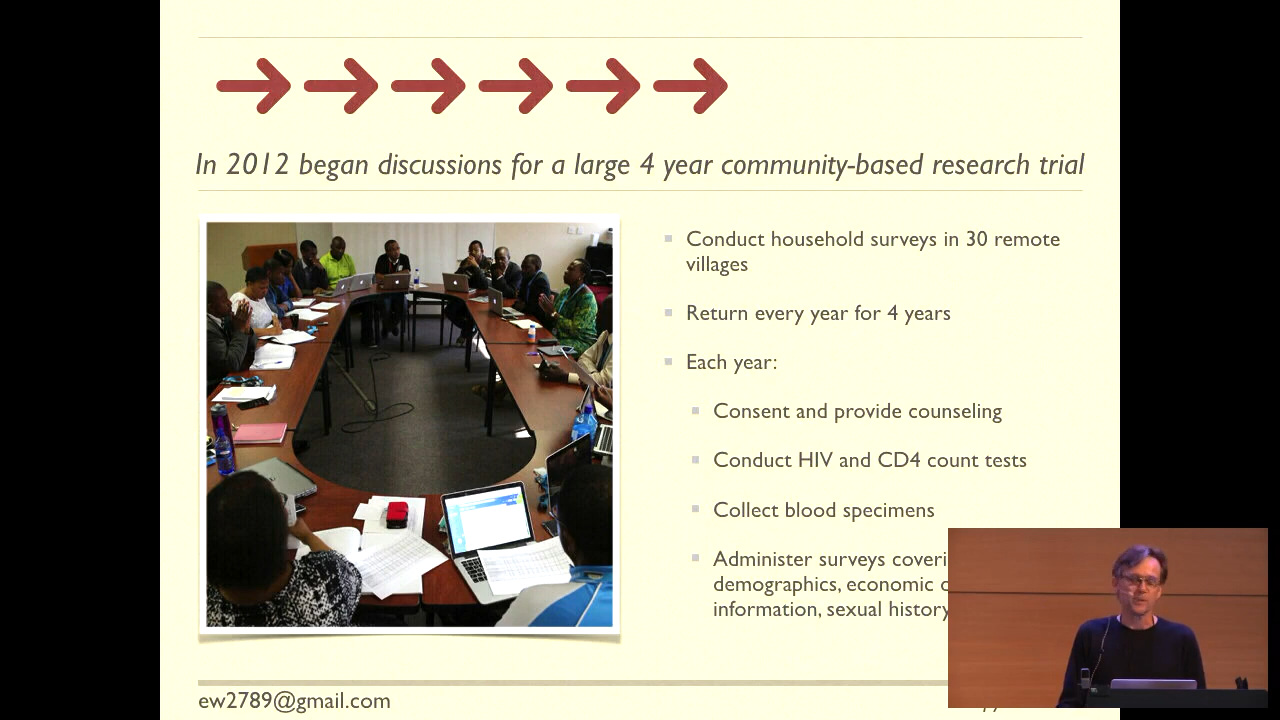 In 2012 began discussions for a large 4 year community-based research trial
Conduct household surveys in 30 remote
villages
Return every year for 4 years
Each year:
Consent and provide counseling
Conduct HIV and CD4 count tests
Collect blood specimens
Administer surveys
demographics, economic
information, sexual history
ew2789@gmail.com